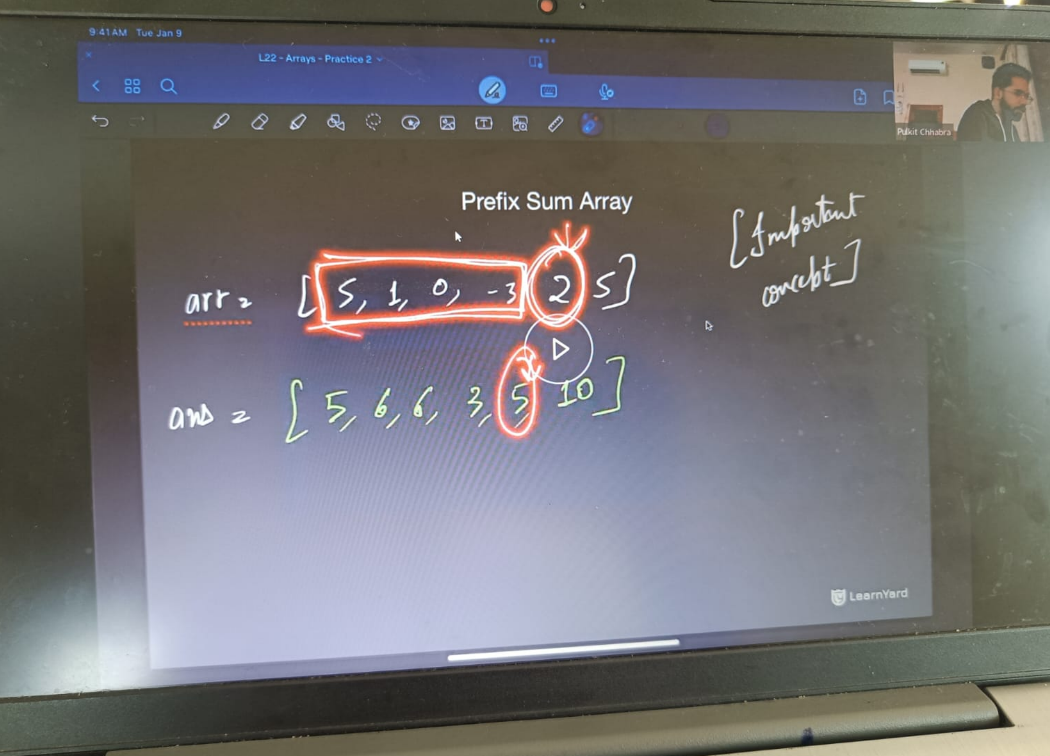 9:41 AM Tue Jan 9
L22 - Arrays - Practice 2
Pulkit Chhabra
Prefix Sum Array
[Important
concept]
arr = [5, 1, 0, -3, 2 5]
ans = [5, 6, 6, 3, 5, 10]
LearnYard